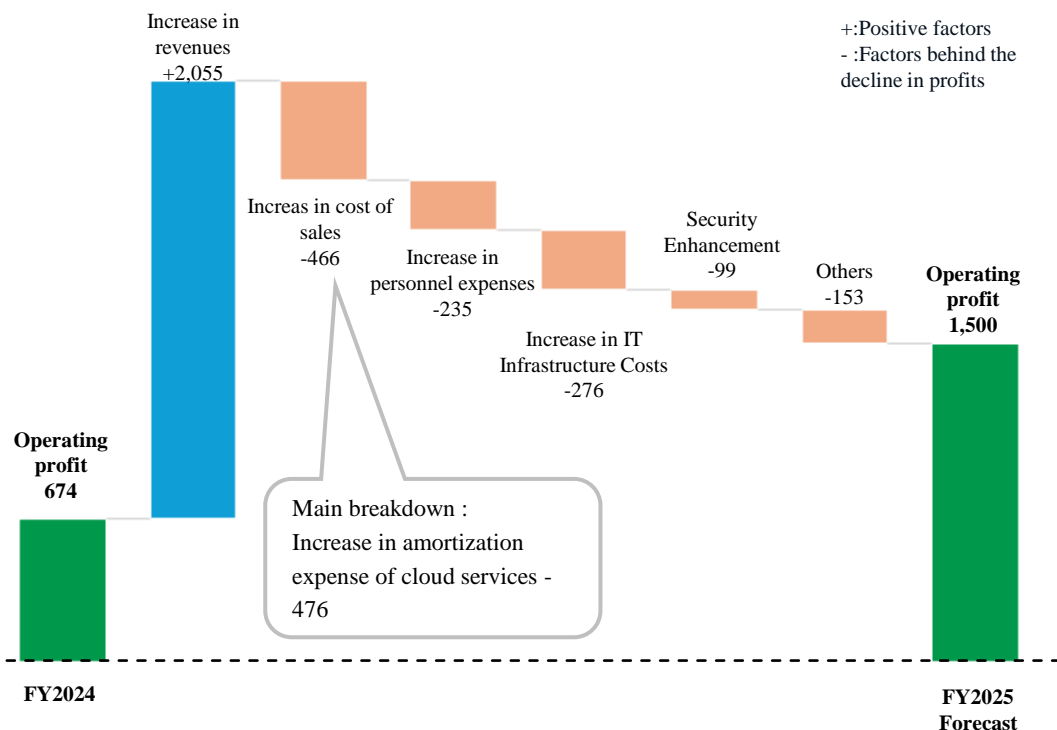 Increase in
revenues
+2,055
+:Positive factors
- :Factors behind the
decline in profits
Increas in cost of
sales
-466
Increase in
personnel expenses
-235
Increase in IT
Infrastructure Costs
-276
Security
Enhancement
-99
Others
-153
Operating
profit
1,500
Operating
profit
674
Main breakdown :
Increase in amortization
expense of cloud services -
476
FY2024
FY2025
Forecast